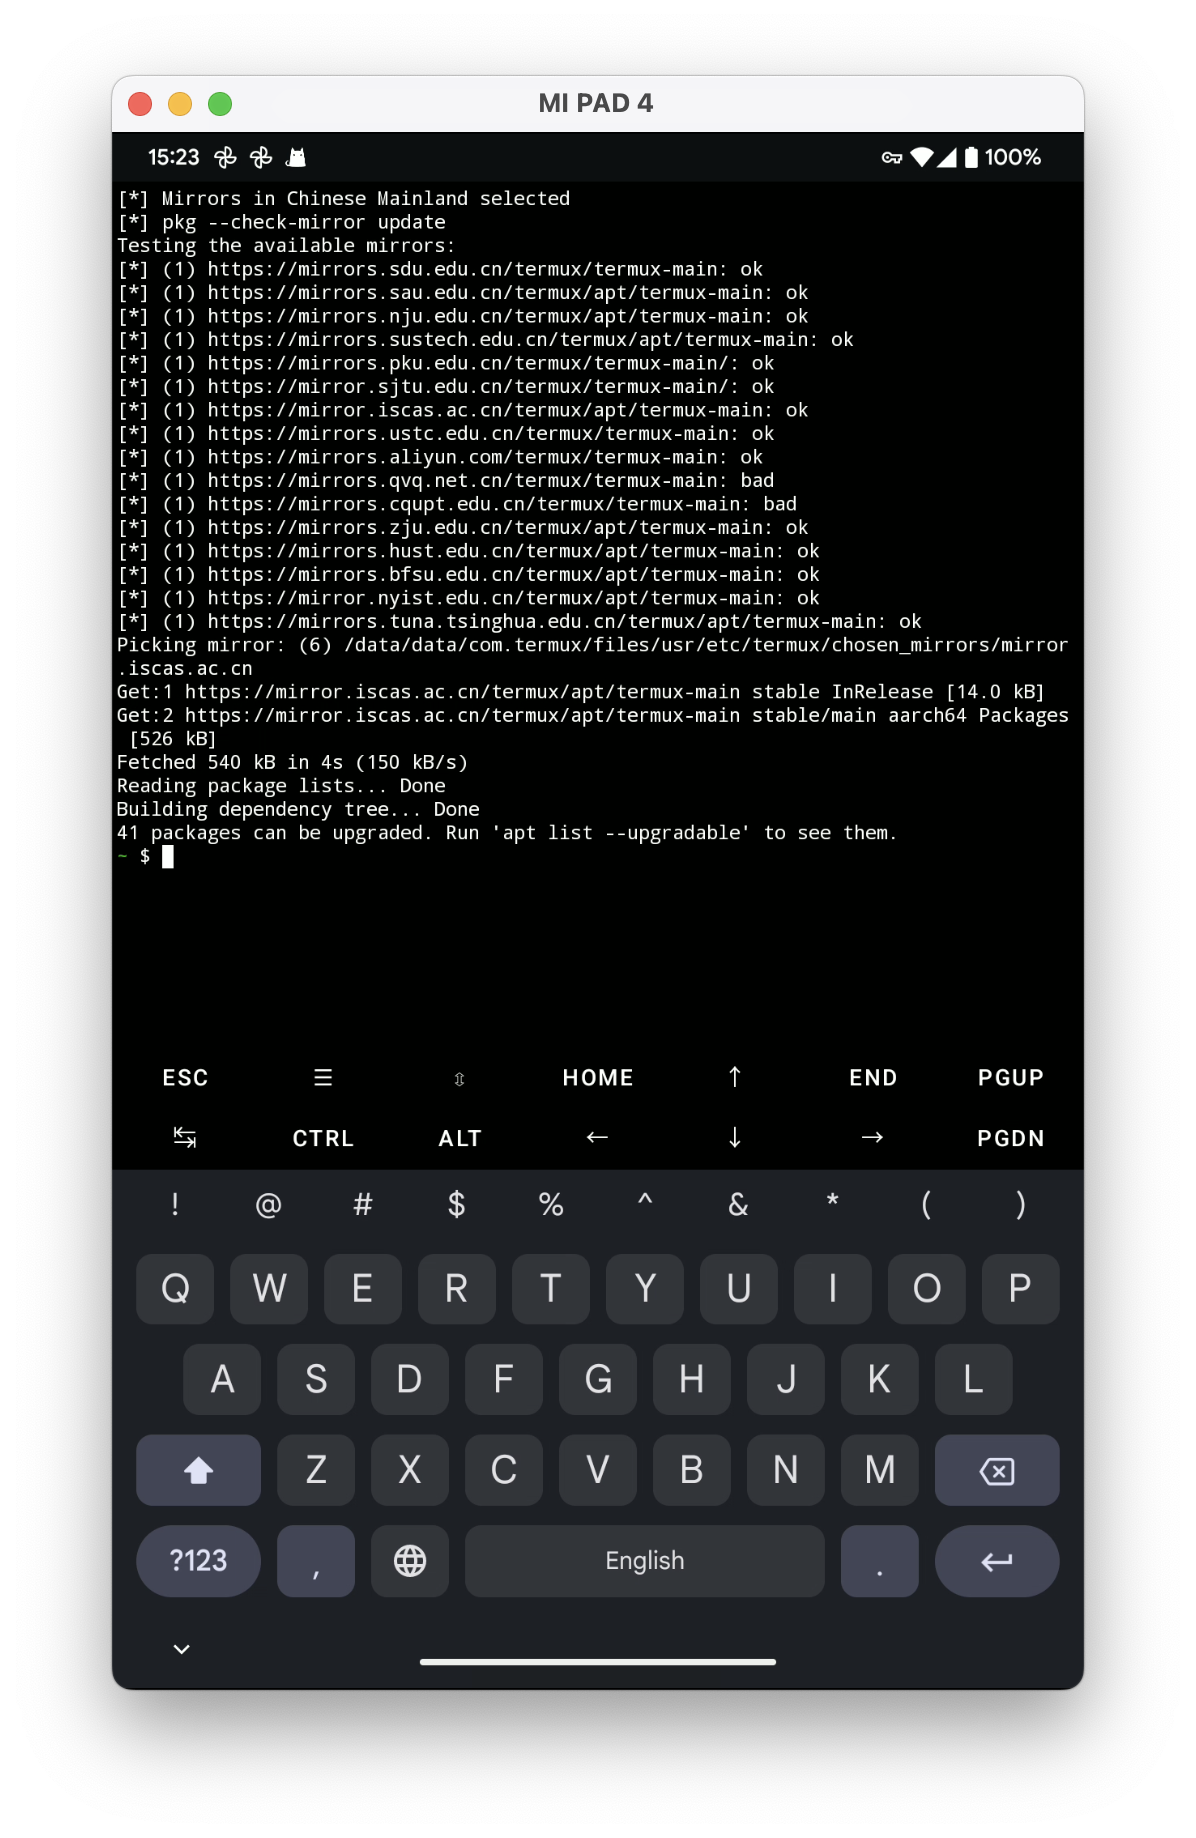 MI PAD 4
15:23 100%
[*] Mirrors in Chinese Mainland selected
[*] pkg --check-mirror update
Testing the available mirrors:
[*] (1) https://mirrors.sdu.edu.cn/termux/termux-main: ok
[*] (1) https://mirrors.sau.edu.cn/termux/apt/termux-main: ok
[*] (1) https://mirrors.nju.edu.cn/termux/apt/termux-main: ok
[*] (1) https://mirrors.sustech.edu.cn/termux/apt/termux-main: ok
[*] (1) https://mirrors.pku.edu.cn/termux/termux-main/: ok
[*] (1) https://mirror.sjtu.edu.cn/termux/termux-main/: ok
[*] (1) https://mirror.iscas.ac.cn/termux/apt/termux-main: ok
[*] (1) https://mirrors.ustc.edu.cn/termux/termux-main: ok
[*] (1) https://mirrors.aliyun.com/termux/termux-main: ok
[*] (1) https://mirrors.qvq.net.cn/termux/termux-main: bad
[*] (1) https://mirrors.cqupt.edu.cn/termux/termux-main: bad
[*] (1) https://mirrors.zju.edu.cn/termux/apt/termux-main: ok
[*] (1) https://mirrors.hust.edu.cn/termux/apt/termux-main: ok
[*] (1) https://mirrors.bfsu.edu.cn/termux/apt/termux-main: ok
[*] (1) https://mirror.nyist.edu.cn/termux/apt/termux-main: ok
[*] (1) https://mirrors.tuna.tsinghua.edu.cn/termux/apt/termux-main: ok
Picking mirror: (6) /data/data/com.termux/files/usr/etc/termux/chosen_mirrors/mirror
.iscas.ac.cn
Get:1 https://mirror.iscas.ac.cn/termux/apt/termux-main stable InRelease [14.0 kB]
Get:2 https://mirror.iscas.ac.cn/termux/apt/termux-main stable/main aarch64 Packages
[526 kB]
Fetched 540 kB in 4s (150 kB/s)
Reading package lists... Done
Building dependency tree... Done
41 packages can be upgraded. Run 'apt list --upgradable' to see them.
~ $
ESC ☰ ⇳ HOME ↑ END PGUP
↹ CTRL ALT ← ↓ → PGDN
! @ # $ % ^ & * ( )
Q W E R T Y U I O P
A S D F G H J K L
Z X C V B N M
?123 , English .